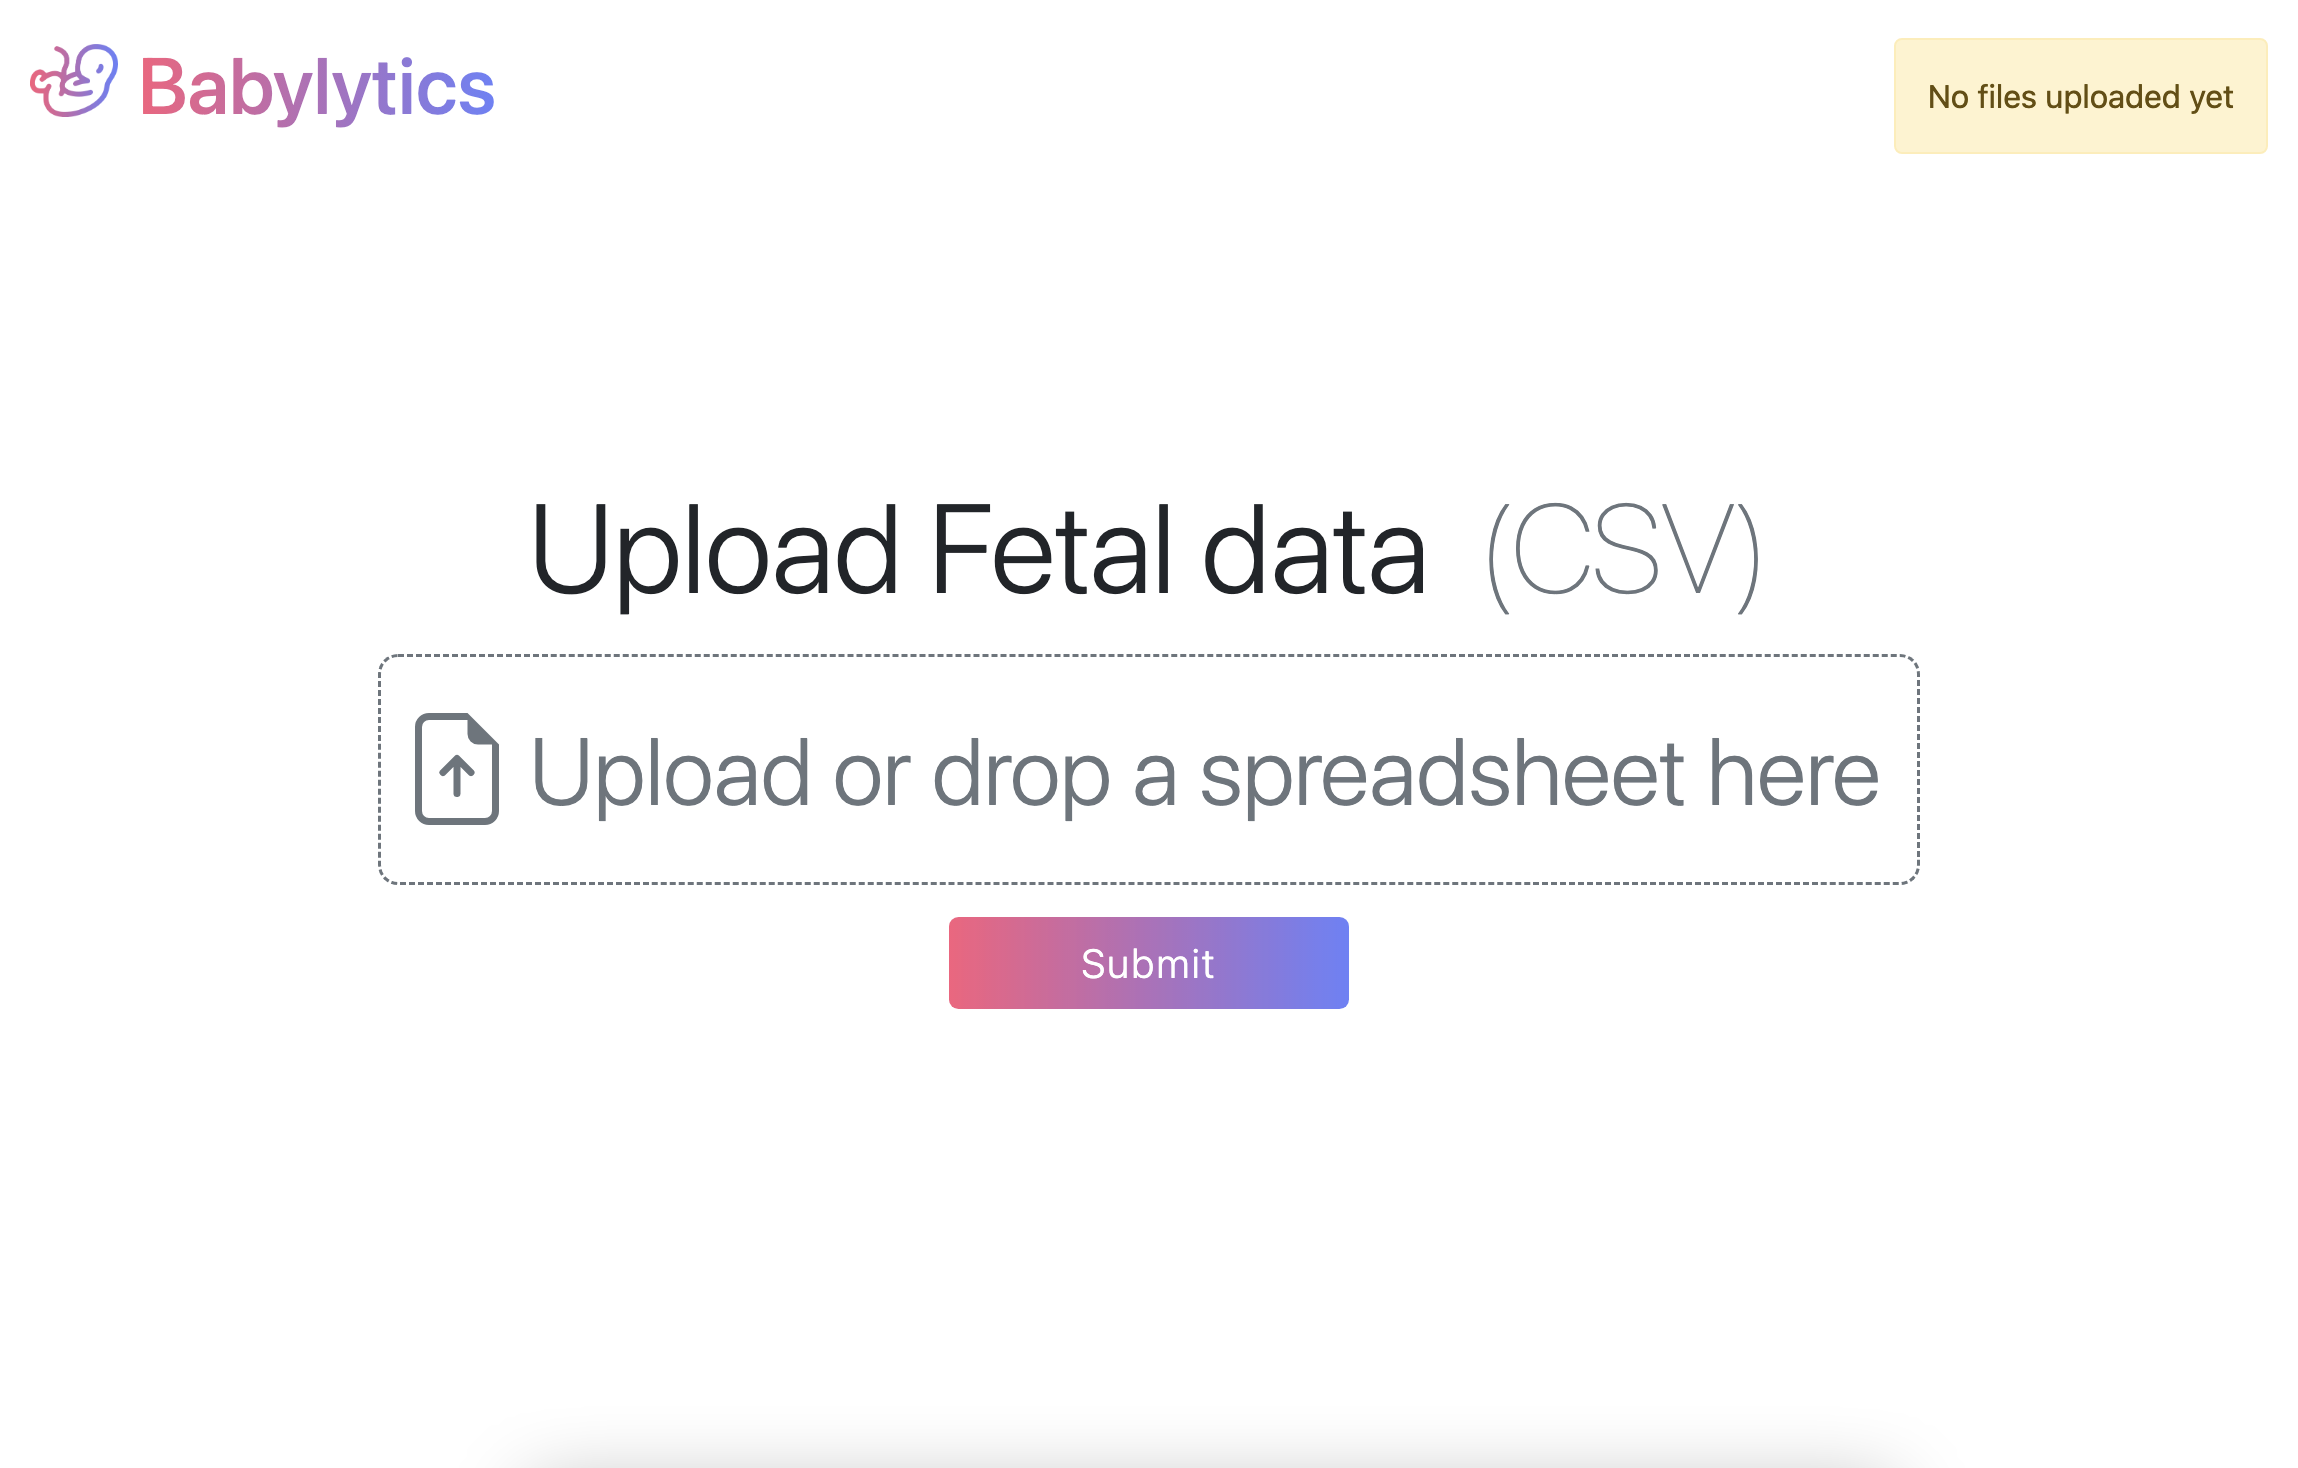 Babylytics
No files uploaded yet
Upload Fetal data (CSV)
Upload or drop a spreadsheet here
Submit